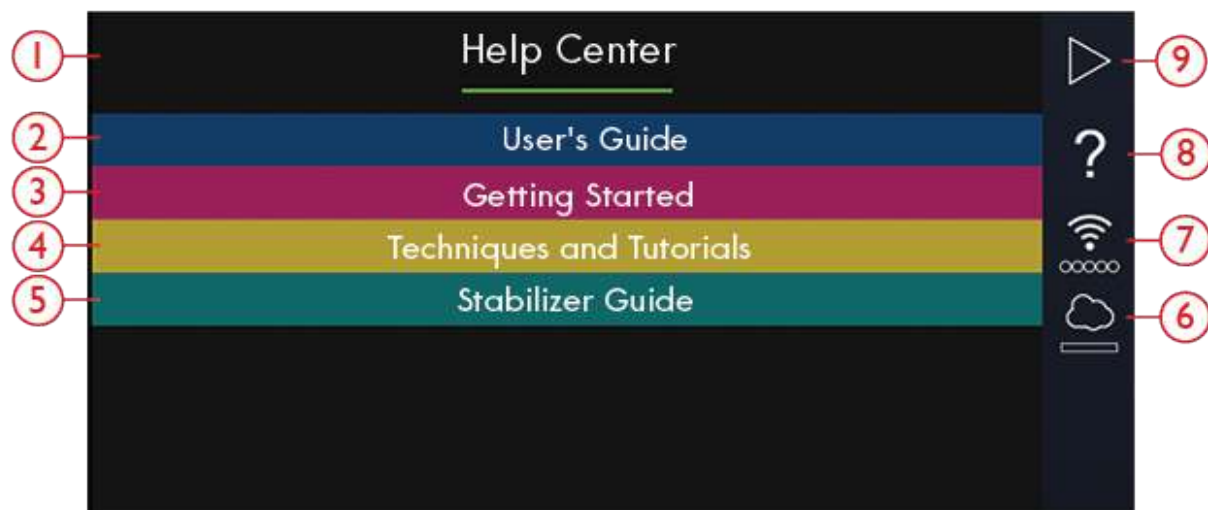 1
Help Center
9
2
User's Guide
8
3
Getting Started
4
Techniques and Tutorials
7
5
Stabilizer Guide
6
?